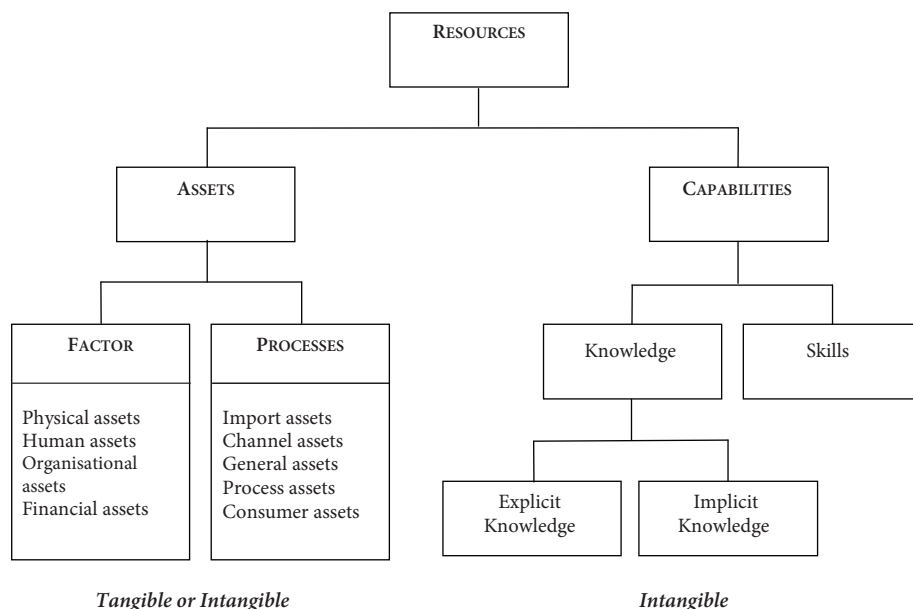 RESOURCES
ASSETS
CAPABILITIES
FACTOR
Physical assets
Human assets
Organisational
assets
Financial assets
PROCESSES
Import assets
Channel assets
General assets
Process assets
Consumer assets
Knowledge
Skills
Explicit
Knowledge
Implicit
Knowledge
Tangible or Intangible
Intangible